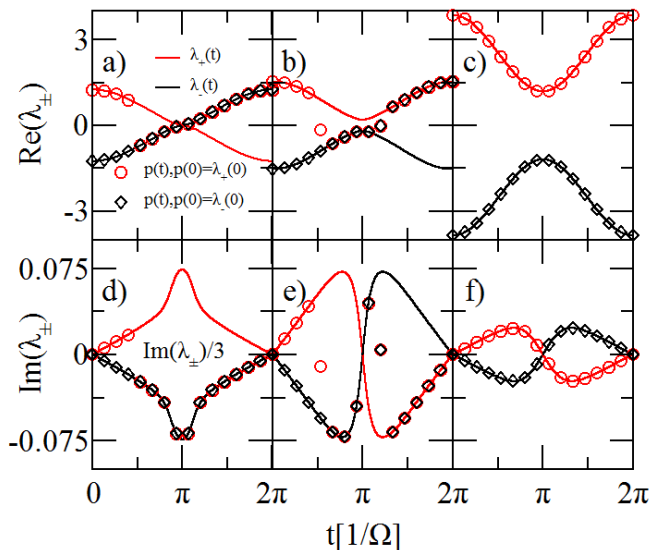 3
0
-3
Re(λ±)
a)
λ₊(t)
λ₋(t)
p(t),p(0)=λ₊(0)
p(t),p(0)=λ₋(0)
b)
c)
0.075
0
-0.075
Im(λ±)
d)
Im(λ±)/3
e)
f)
0 π 2π π 2π π 2π
t[1/Ω]